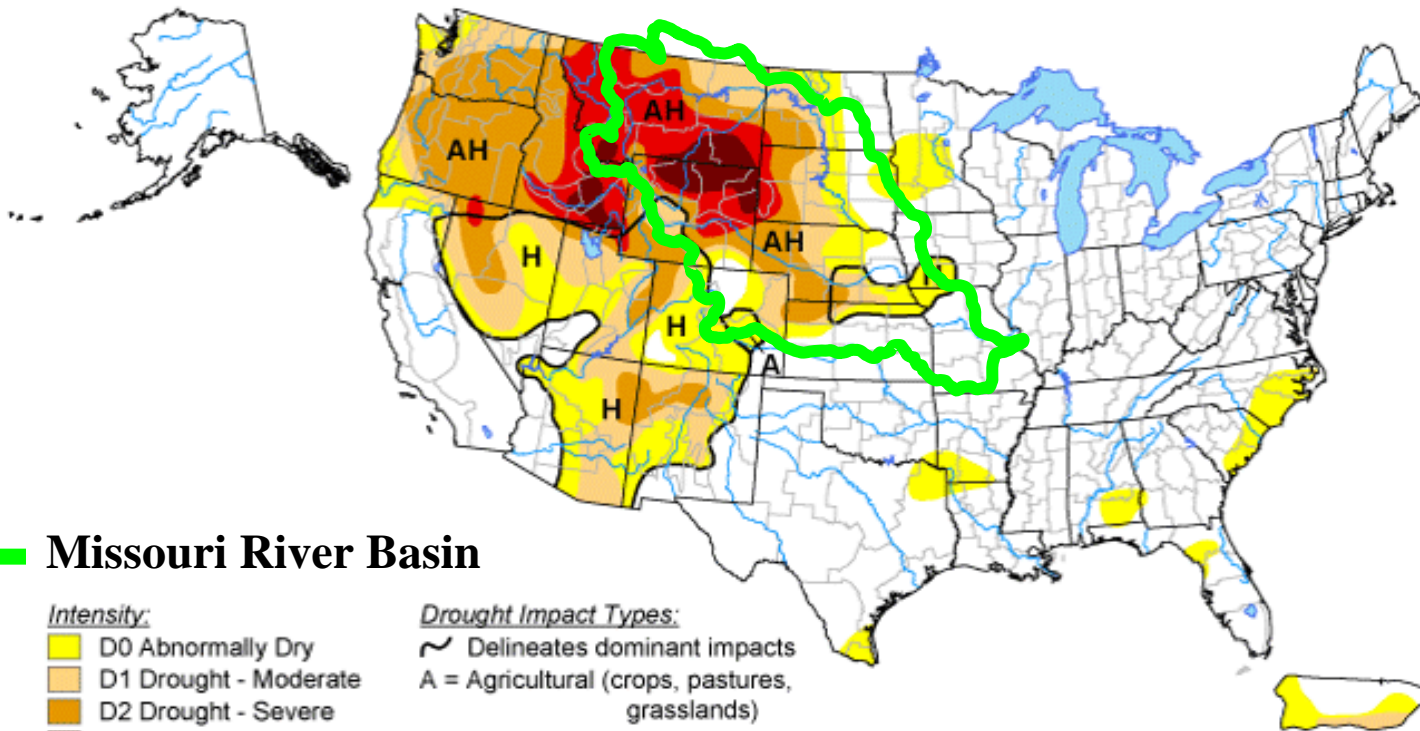 AH
AH
AH
H
H
H
H
A
Missouri River Basin
Intensity:
D0 Abnormally Dry
D1 Drought - Moderate
D2 Drought - Severe
Drought Impact Types:
Delineates dominant impacts
A = Agricultural (crops, pastures,
grasslands)